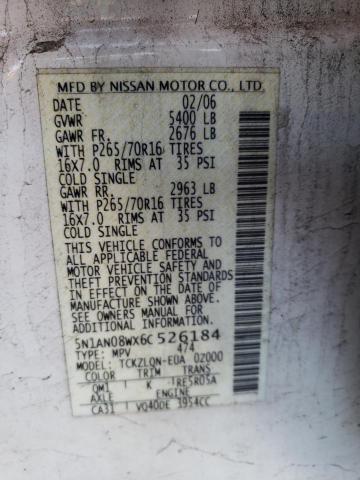 MFD BY NISSAN MOTOR CO., LTD
DATE 02/06
GVWR 5400 LB
GAWR FR. 2676 LB
WITH P265/70R16 TIRES
16X7.0 RIMS AT 35 PSI
COLD SINGLE
GAWR RR. 2963 LB
WITH P265/70R16 TIRES
16X7.0 RIMS AT 35 PSI
COLD SINGLE
THIS VEHICLE CONFORMS TO
ALL APPLICABLE FEDERAL
MOTOR VEHICLE SAFETY AND
THEFT PREVENTION STANDARDS
IN EFFECT ON THE DATE OF
MANUFACTURE SHOWN ABOVE.
SEE OWNERS MANUAL FOR
ADDITIONAL INFO.
5N1AN08WX6C526184
TYPE: MPV 474
MODEL: TCKZLQN-EUA 02000
COLOR TRIM TRANS
QM1 K RE5R05A
AXLE ENGINE
CA31 VQ40DE 3954CC